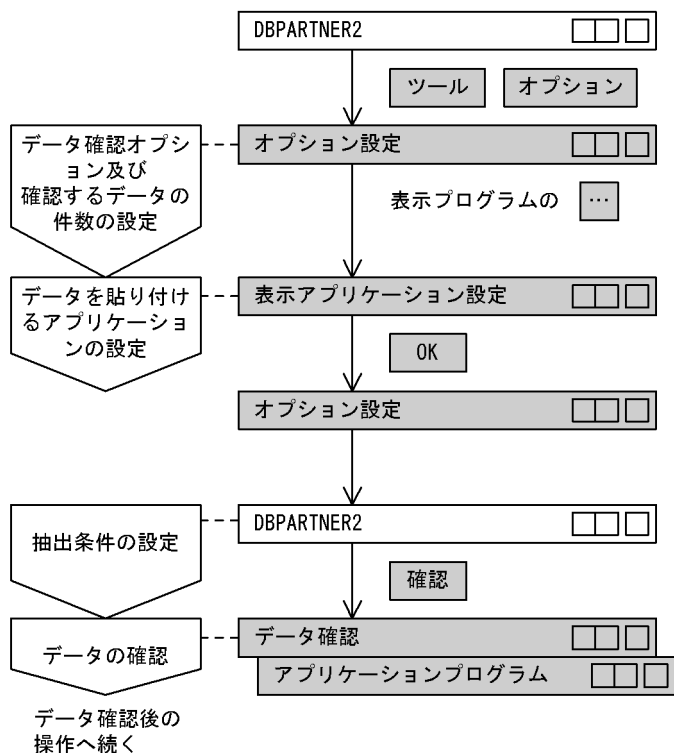 DBPARTNER2
ツール オプション
データ確認オプシ
ョン及び
確認するデータの
件数の設定
オプション設定
表示プログラムの …
データを貼り付け
るアプリケーショ
ンの設定
表示アプリケーション設定
OK
オプション設定
抽出条件の設定
DBPARTNER2
確認
データの確認
データ確認
アプリケーションプログラム
データ確認後の
操作へ続く